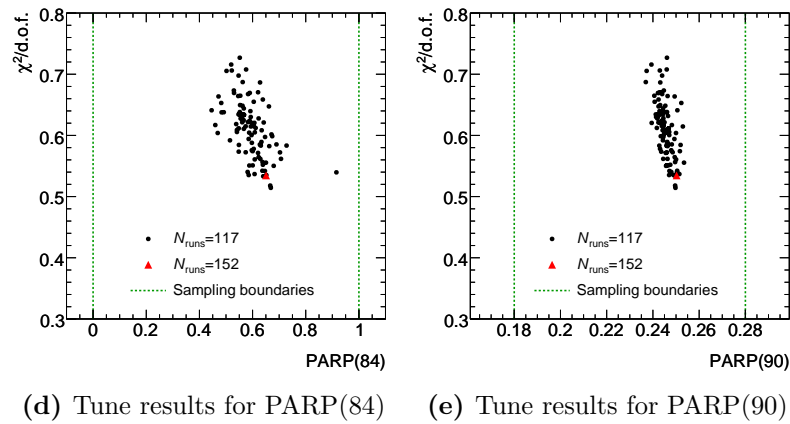 χ²/d.o.f.
0.8
0.7
0.6
0.5
0.4
0.3
N_runs=117
N_runs=152
Sampling boundaries
0 0.2 0.4 0.6 0.8 1
PARP(84)
(d) Tune results for PARP(84)
χ²/d.o.f.
0.8
0.7
0.6
0.5
0.4
0.3
N_runs=117
N_runs=152
Sampling boundaries
0.18 0.2 0.22 0.24 0.26 0.28
PARP(90)
(e) Tune results for PARP(90)